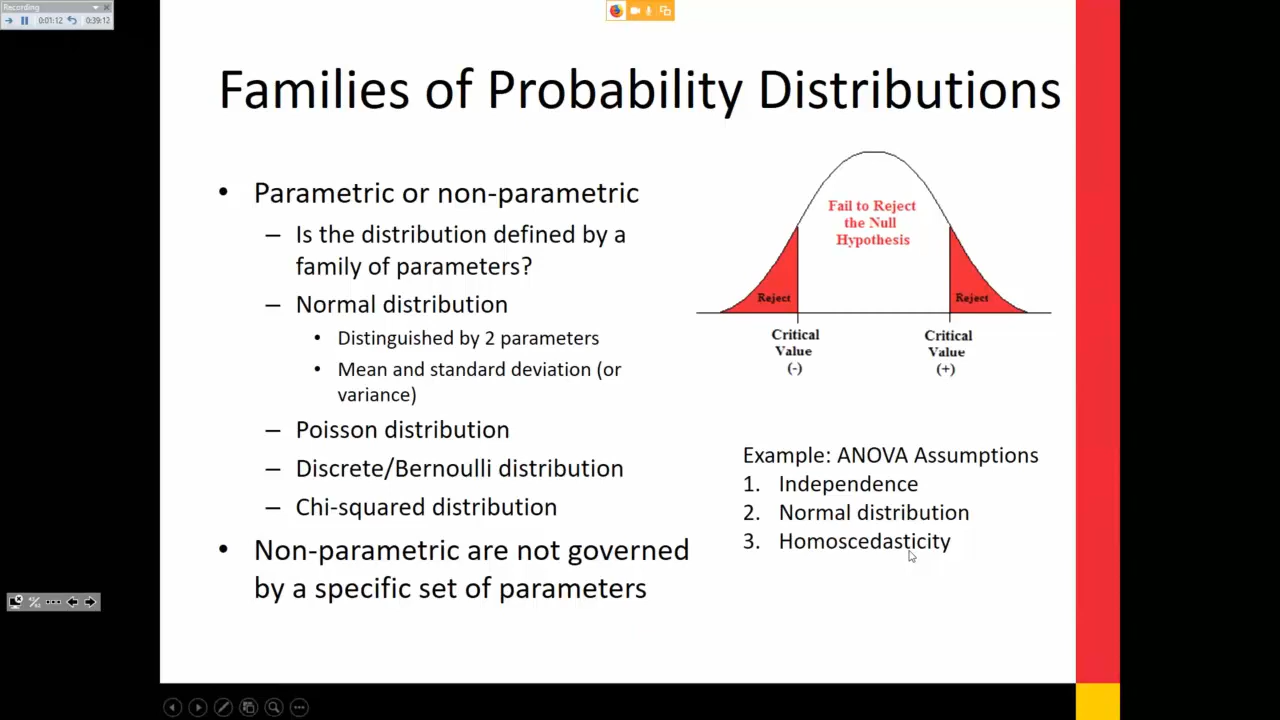 Recording
0:01:12
0:39:12
Families of Probability Distributions
• Parametric or non-parametric
– Is the distribution defined by a
family of parameters?
– Normal distribution
• Distinguished by 2 parameters
• Mean and standard deviation (or
variance)
– Poisson distribution
– Discrete/Bernoulli distribution
– Chi-squared distribution
• Non-parametric are not governed
by a specific set of parameters
Fail to Reject
the Null
Hypothesis
Reject
Reject
Critical
Value
(-)
Critical
Value
(+)
Example: ANOVA Assumptions
1. Independence
2. Normal distribution
3. Homoscedasticity